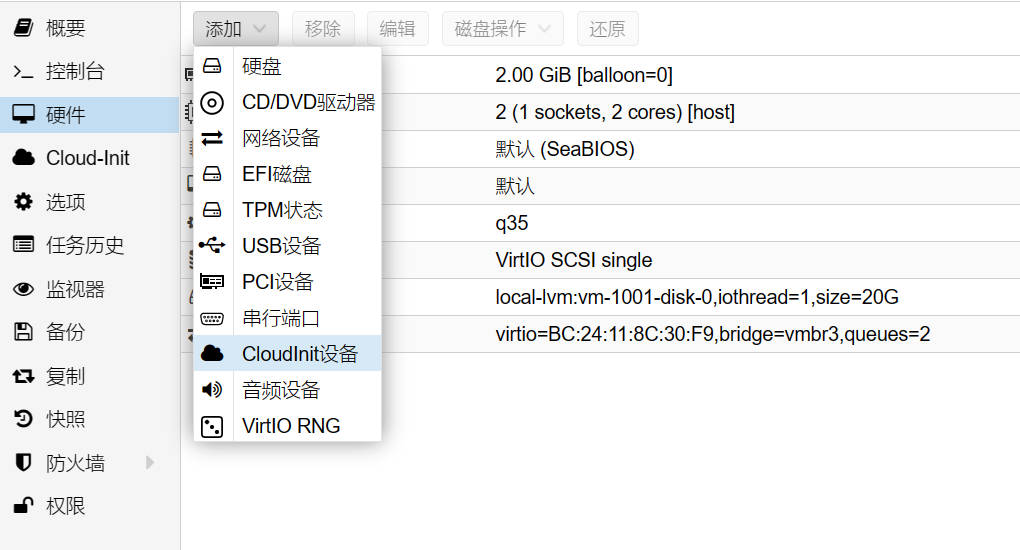 概要
控制台
硬件
Cloud-Init
选项
任务历史
监视器
备份
复制
快照
防火墙
权限
添加 移除 编辑 磁盘操作 还原
硬盘
CD/DVD驱动器
网络设备
EFI磁盘
TPM状态
USB设备
PCI设备
串行端口
CloudInit设备
音频设备
VirtIO RNG
2.00 GiB [balloon=0]
2 (1 sockets, 2 cores) [host]
默认 (SeaBIOS)
默认
q35
VirtIO SCSI single
local-lvm:vm-1001-disk-0,iothread=1,size=20G
virtio=BC:24:11:8C:30:F9,bridge=vmbr3,queues=2